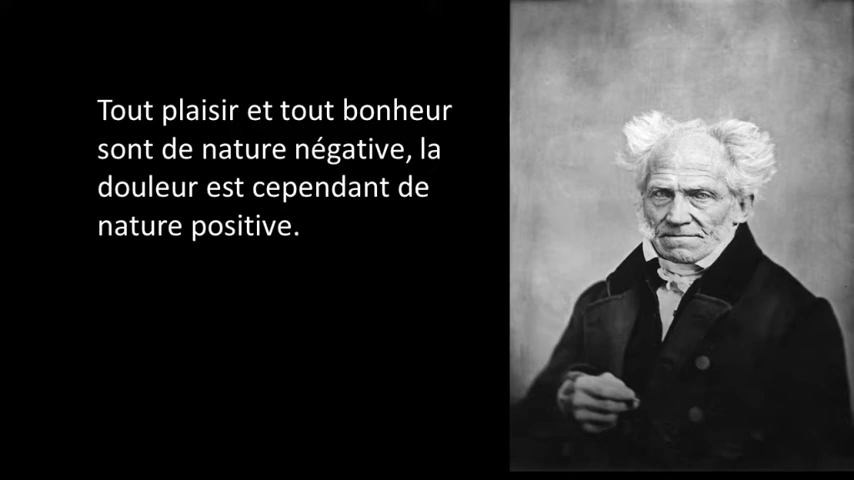 Tout plaisir et tout bonheur
sont de nature négative, la
douleur est cependant de
nature positive.